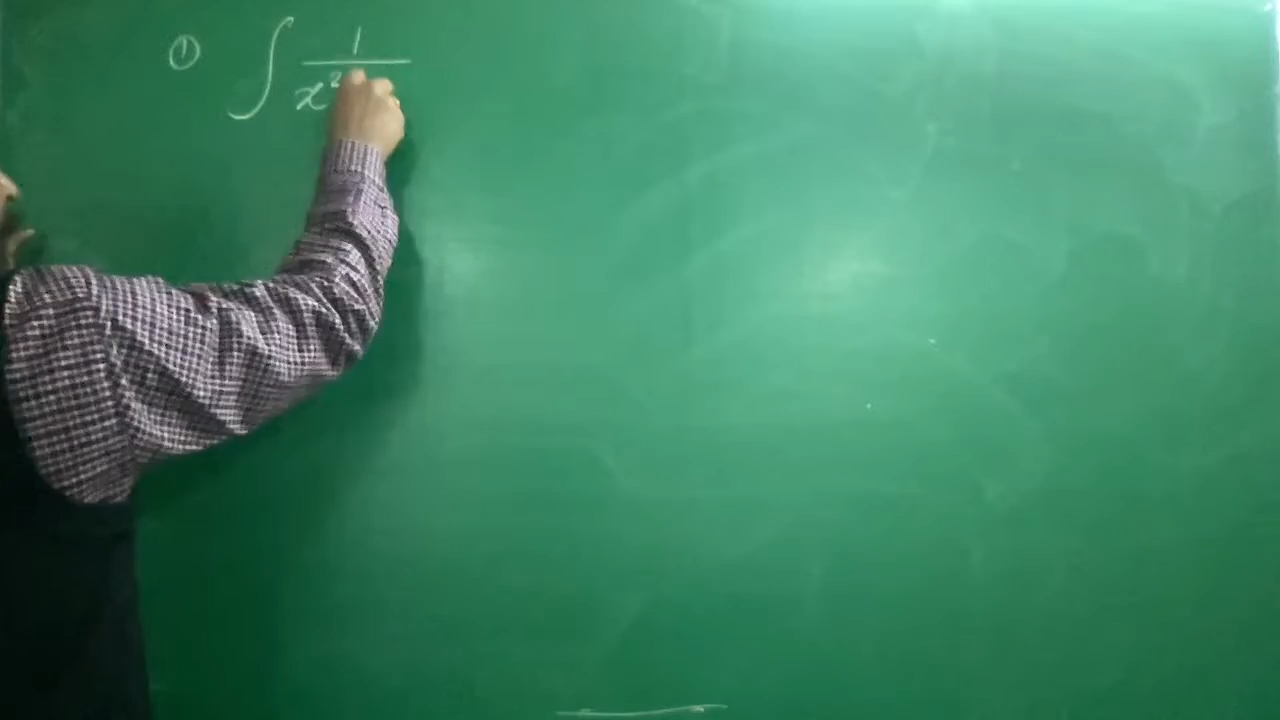 ① ∫ 1/x²